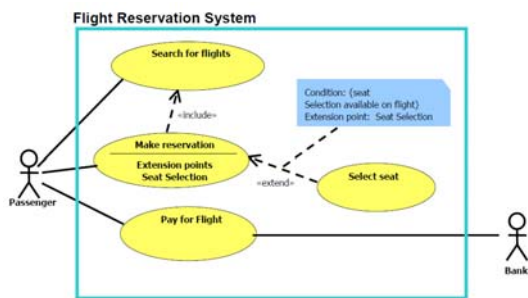 Flight Reservation System
Search for flights
«include»
Condition: (seat
Selection available on flight)
Extension point: Seat Selection
Make reservation
Extension points
Seat Selection
«extend»
Select seat
Passenger
Pay for Flight
Bank